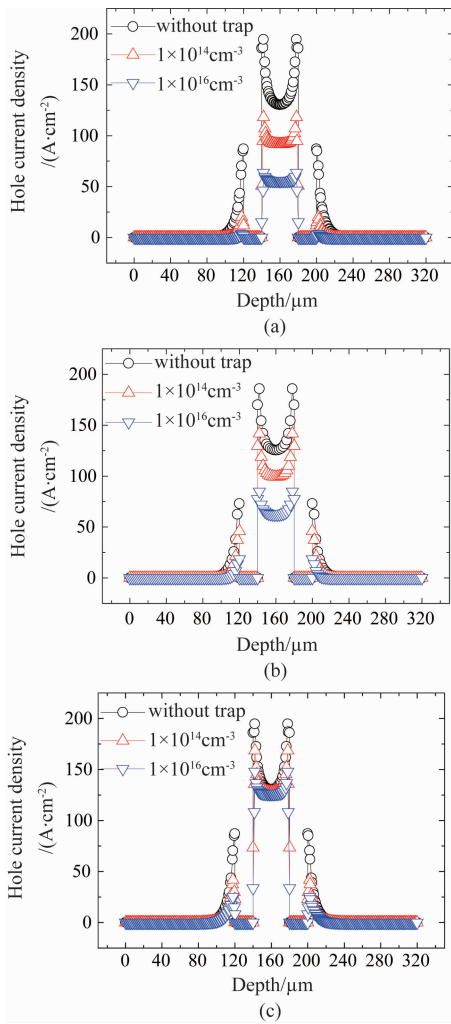 without trap
1×10¹⁴cm⁻³
1×10¹⁶cm⁻³
Hole current density
/(A·cm⁻²)
200
150
100
50
0
0 40 80 120 160 200 240 280 320
Depth/μm
(a)
without trap
1×10¹⁴cm⁻³
1×10¹⁶cm⁻³
Hole current density
/(A·cm⁻²)
200
150
100
50
0
0 40 80 120 160 200 240 280 320
Depth/μm
(b)
without trap
1×10¹⁴cm⁻³
1×10¹⁶cm⁻³
Hole current density
/(A·cm⁻²)
200
150
100
50
0
0 40 80 120 160 200 240 280 320
Depth/μm
(c)